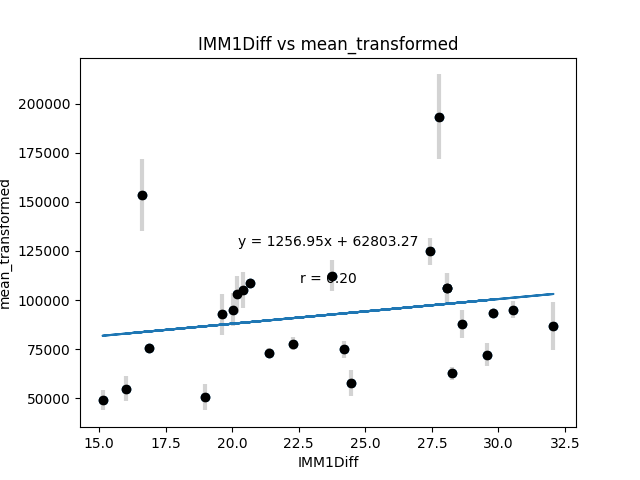 IMM1Diff vs mean_transformed
mean_transformed
200000
175000
150000
125000
100000
75000
50000
y = 1256.95x + 62803.27
r = 0.20
15.0 17.5 20.0 22.5 25.0 27.5 30.0 32.5
IMM1Diff